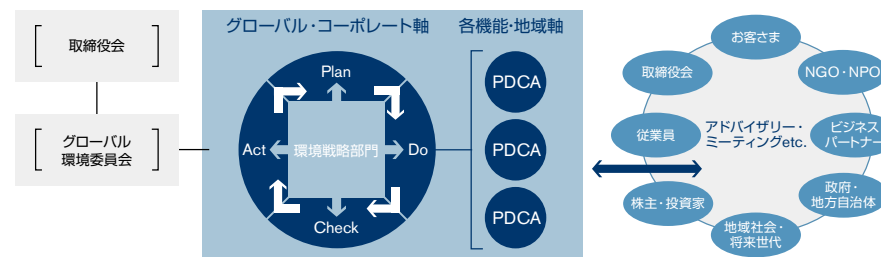 取締役会
グローバル
環境委員会
グローバル・コーポレート軸
Plan
Act
環境戦略部門
Do
Check
各機能・地域軸
PDCA
PDCA
PDCA
お客さま
取締役会
NGO・NPO
従業員
アドバイザリー・
ミーティングetc.
ビジネス
パートナー
株主・投資家
政府・
地方自治体
地域社会・
将来世代